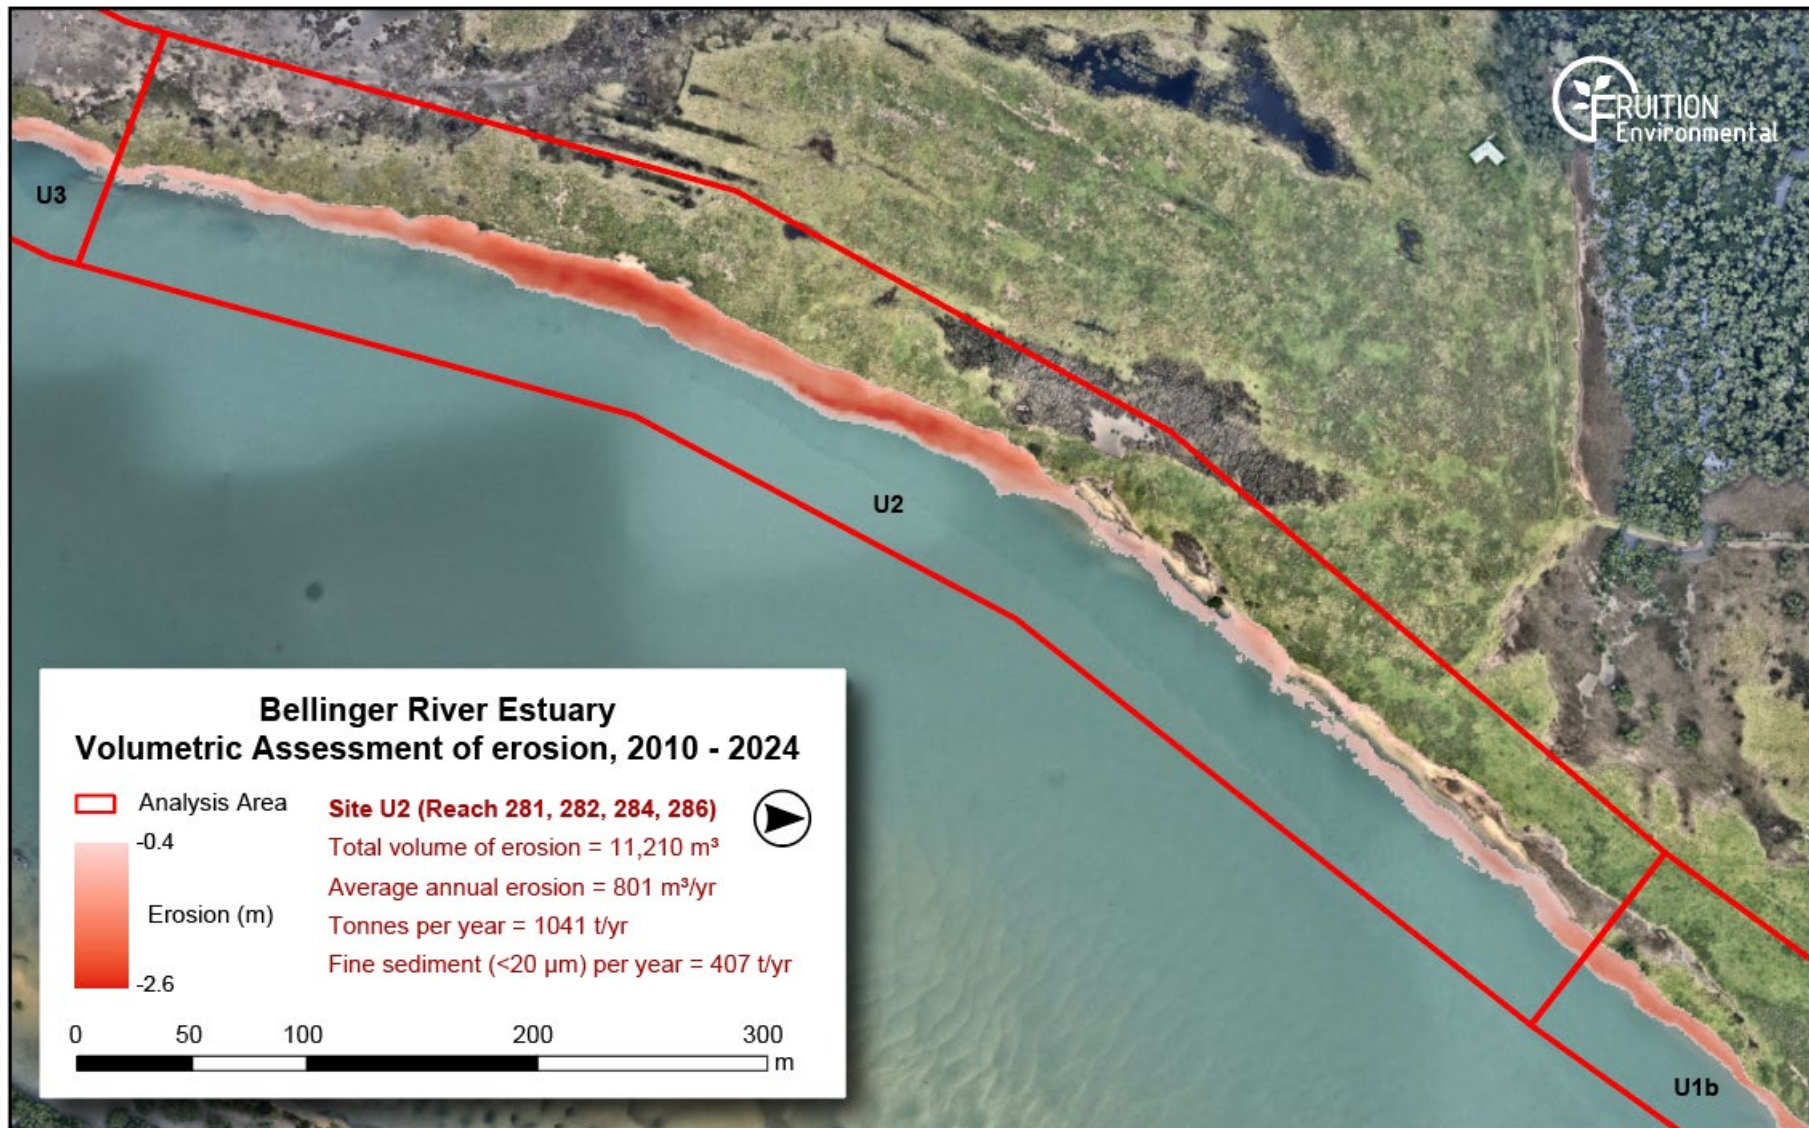 FRUITION
Environmental
U3
U2
U1b
Bellinger River Estuary
Volumetric Assessment of erosion, 2010 - 2024
Analysis Area
-0.4
Erosion (m)
-2.6
Site U2 (Reach 281, 282, 284, 286)
Total volume of erosion = 11,210 m³
Average annual erosion = 801 m³/yr
Tonnes per year = 1041 t/yr
Fine sediment (<20 µm) per year = 407 t/yr
0 50 100 200 300
m